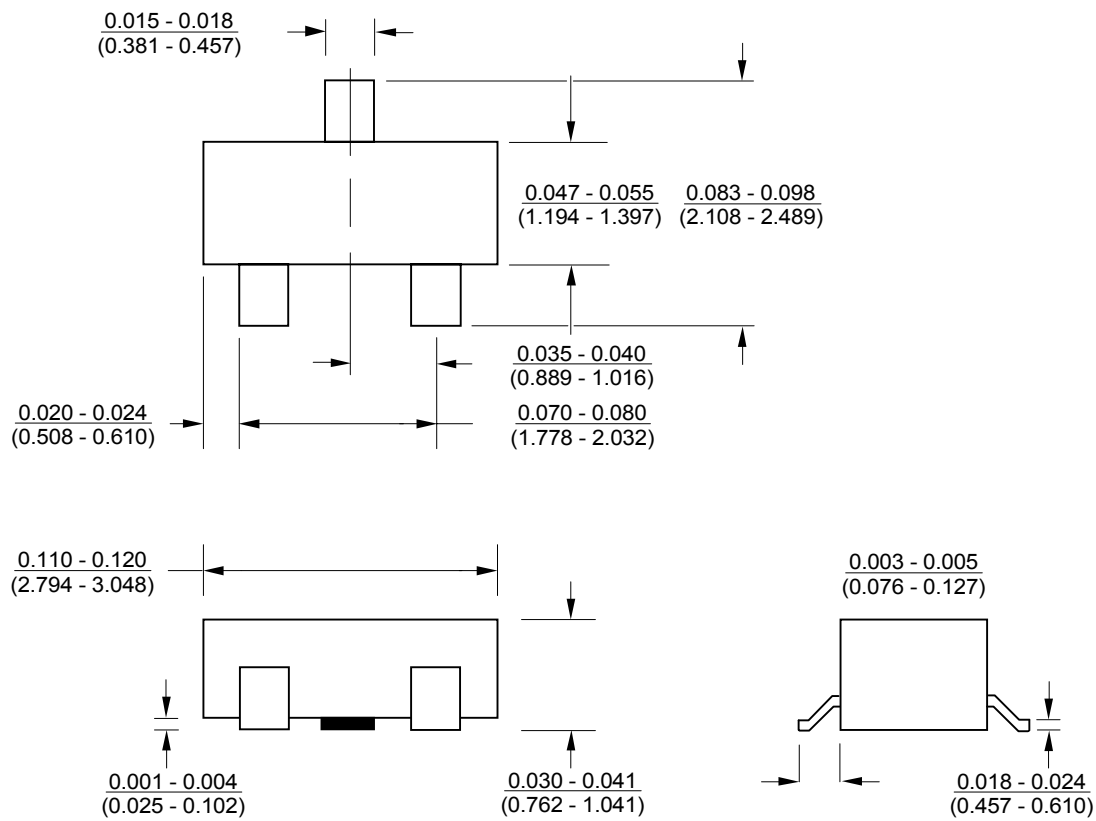 0.015 - 0.018
(0.381 - 0.457)
0.047 - 0.055
(1.194 - 1.397)
0.083 - 0.098
(2.108 - 2.489)
0.035 - 0.040
(0.889 - 1.016)
0.020 - 0.024
(0.508 - 0.610)
0.070 - 0.080
(1.778 - 2.032)
0.110 - 0.120
(2.794 - 3.048)
0.003 - 0.005
(0.076 - 0.127)
0.001 - 0.004
(0.025 - 0.102)
0.030 - 0.041
(0.762 - 1.041)
0.018 - 0.024
(0.457 - 0.610)